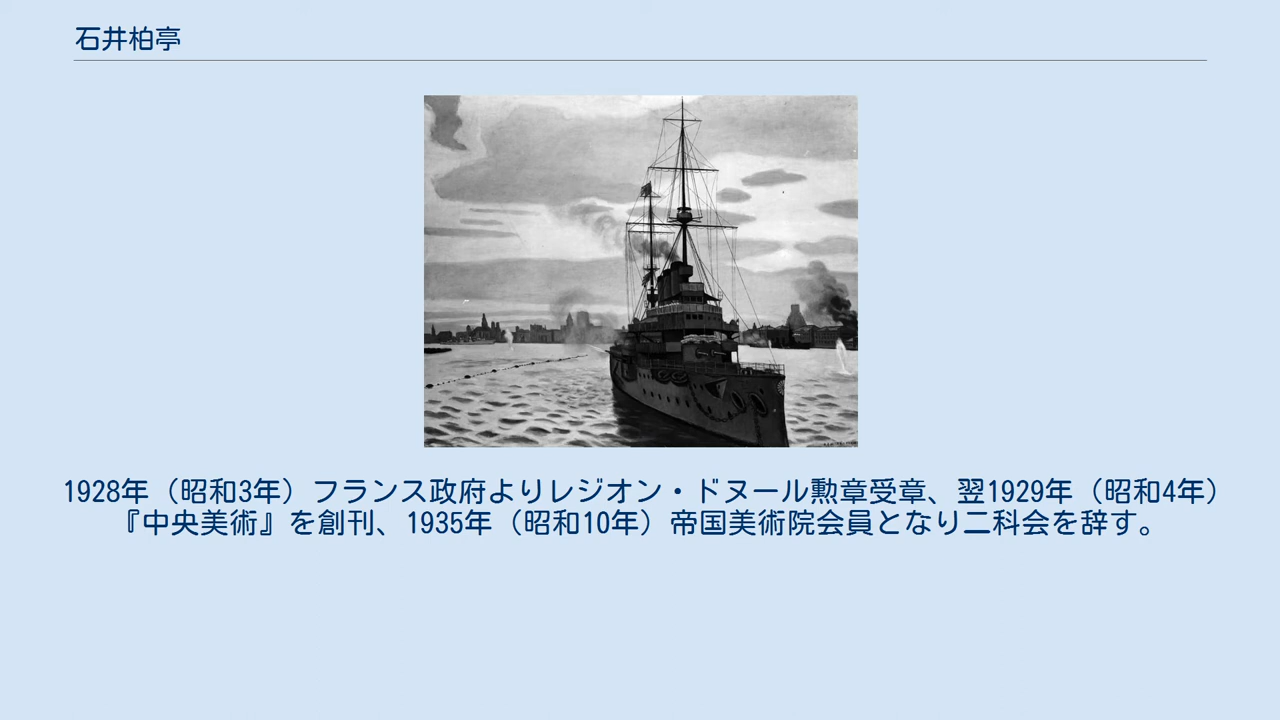 石井柏亭
1928年（昭和3年）フランス政府よりレジオン・ドヌール勲章受章、翌1929年（昭和4年）
『中央美術』を創刊、1935年（昭和10年）帝国美術院会員となり二科会を辞す。